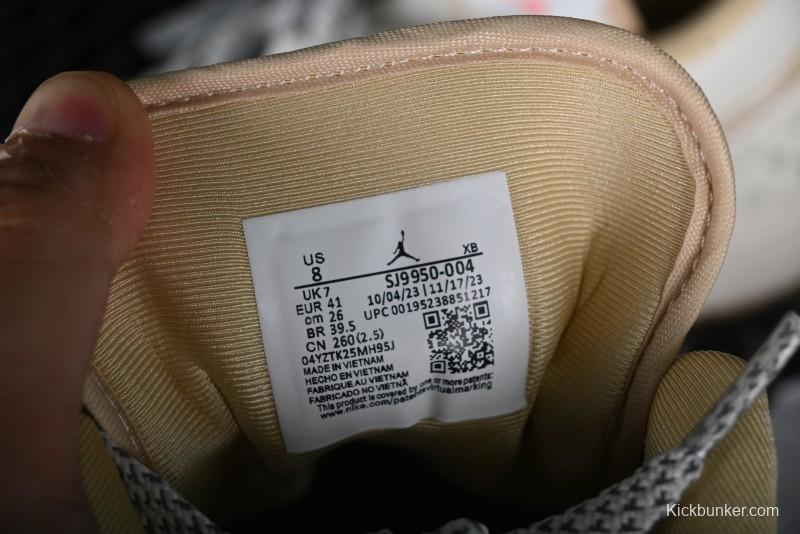 US
8
XB
SJ9950-004
UK 7
10/04/23 | 11/17/23
EUR 41
UPC 00195238851217
cm 26
BR 39.5
CN 260(2.5)
04YZTK25MH95J
MADE IN VIETNAM
HECHO EN VIETNAM
FABRIQUE AU VIETNAM
FABRICADO NO VIETNÃ
This product is covered by one or more patents:
www.nike.com/patentsvirtualmarking
Kickbunker.com